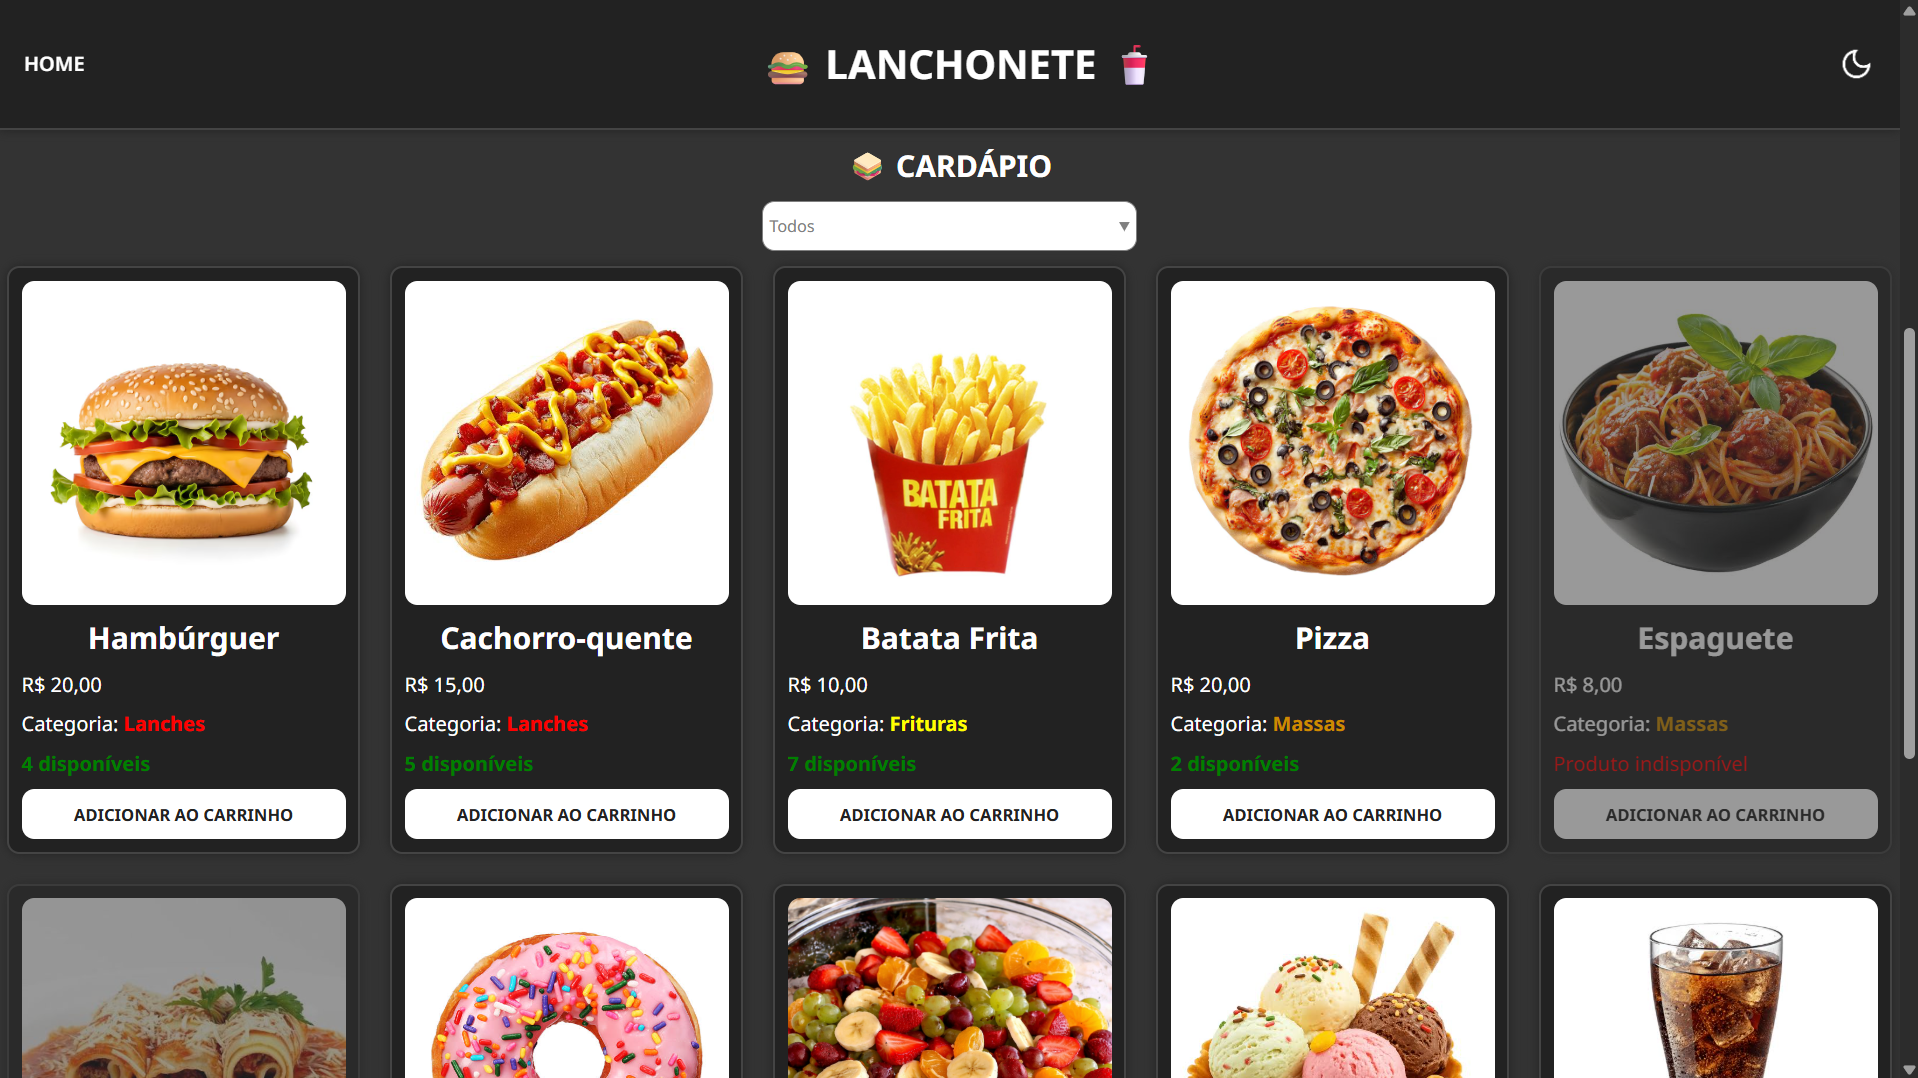 HOME
LANCHONETE
CARDÁPIO
Todos
BATATA
FRITA
Hambúrguer
R$ 20,00
Categoria: Lanches
4 disponíveis
ADICIONAR AO CARRINHO
Cachorro-quente
R$ 15,00
Categoria: Lanches
5 disponíveis
ADICIONAR AO CARRINHO
Batata Frita
R$ 10,00
Categoria: Frituras
7 disponíveis
ADICIONAR AO CARRINHO
Pizza
R$ 20,00
Categoria: Massas
2 disponíveis
ADICIONAR AO CARRINHO
Espaguete
R$ 8,00
Categoria: Massas
Produto indisponível
ADICIONAR AO CARRINHO